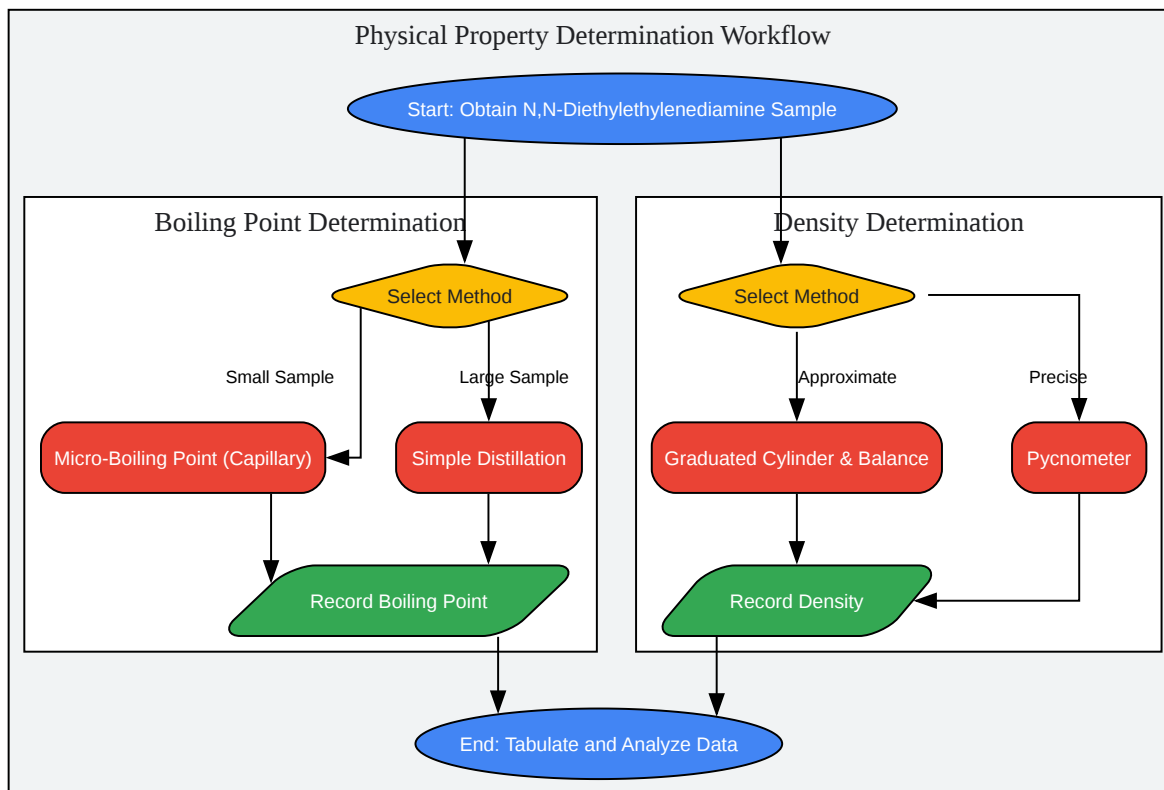 Physical Property Determination Workflow
Start: Obtain N,N-Diethylethylenediamine Sample
Boiling Point Determination
Density Determination
Select Method
Select Method
Small Sample
Large Sample
Approximate
Precise
Micro-Boiling Point (Capillary)
Simple Distillation
Graduated Cylinder & Balance
Pycnometer
Record Boiling Point
Record Density
End: Tabulate and Analyze Data